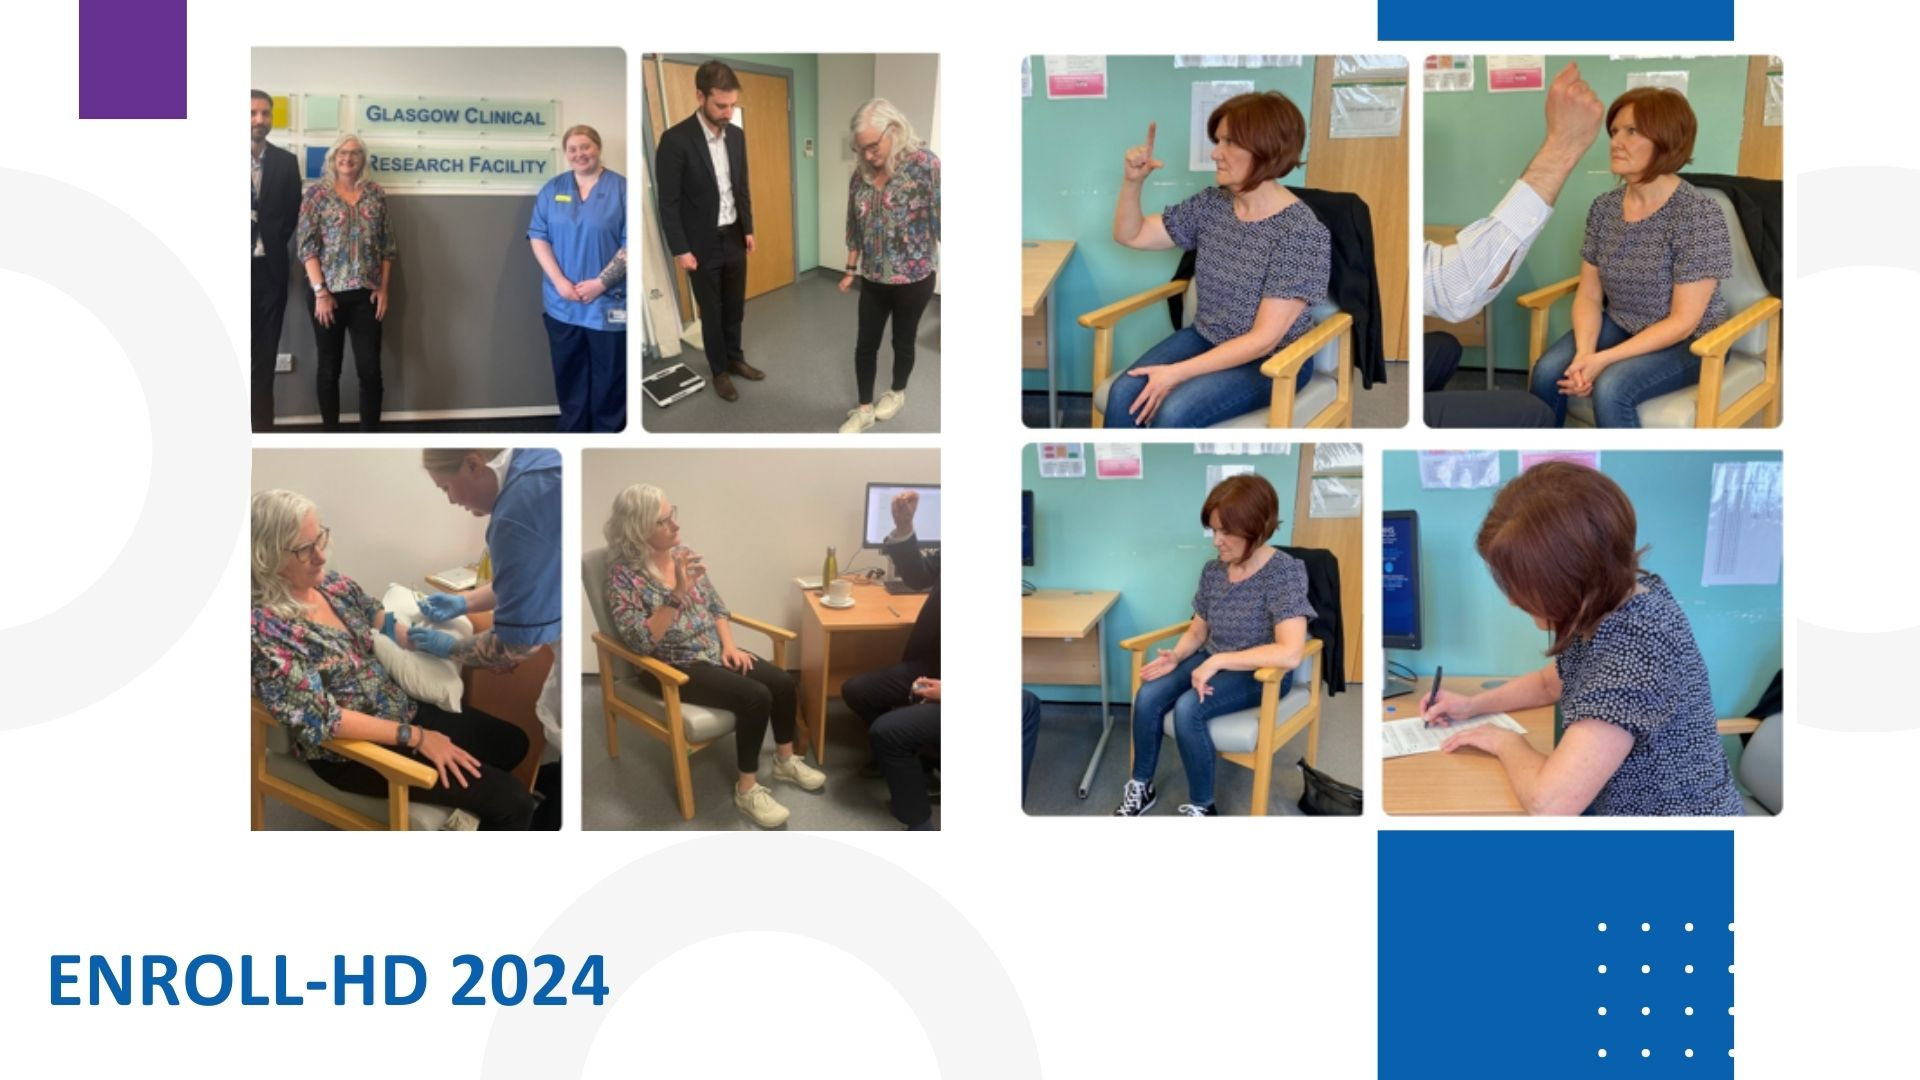 GLASGOW CLINICAL
RESEARCH FACILITY
ENROLL-HD 2024